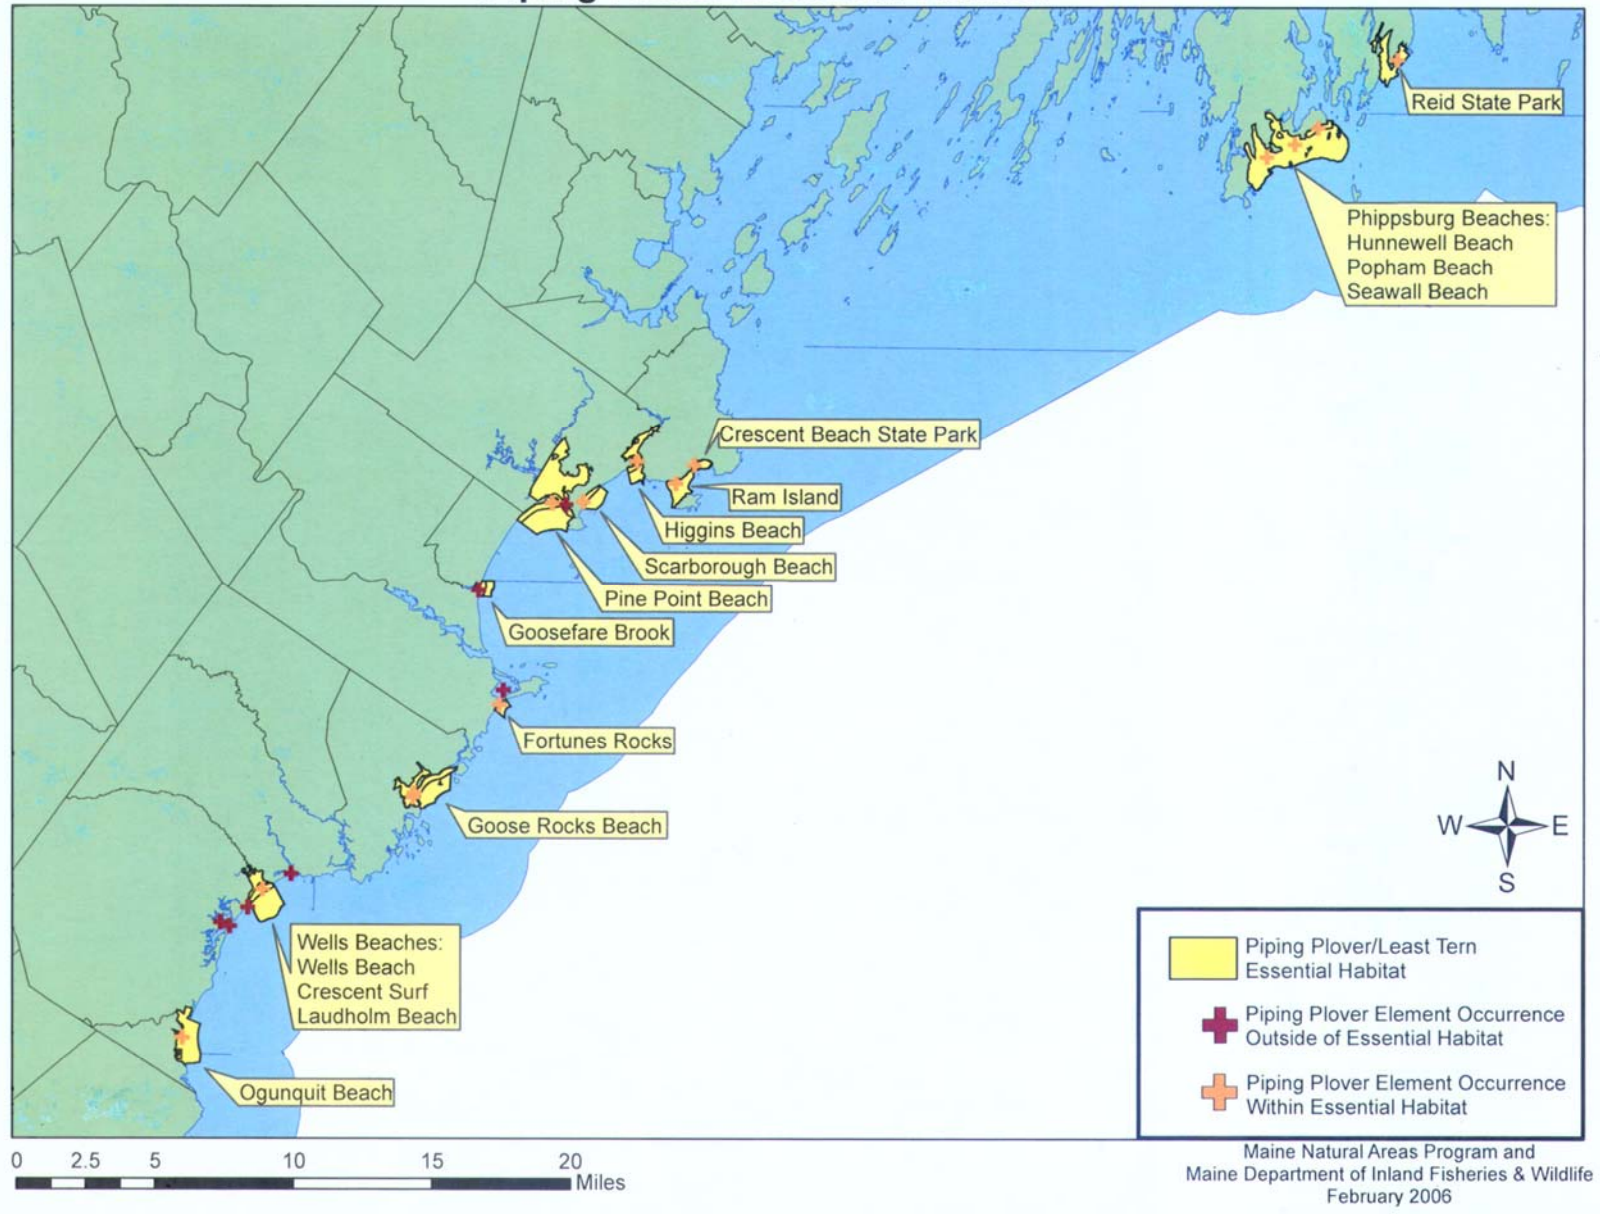 Reid State Park
Phippsburg Beaches:
Hunnewell Beach
Popham Beach
Seawall Beach
Crescent Beach State Park
Ram Island
Higgins Beach
Scarborough Beach
Pine Point Beach
Goosefare Brook
Fortunes Rocks
Goose Rocks Beach
Wells Beaches:
Wells Beach
Crescent Surf
Laudholm Beach
Ogunquit Beach
N
W E
S
Piping Plover/Least Tern
Essential Habitat
Piping Plover Element Occurrence
Outside of Essential Habitat
Piping Plover Element Occurrence
Within Essential Habitat
0 2.5 5 10 15 20
Miles
Maine Natural Areas Program and
Maine Department of Inland Fisheries & Wildlife
February 2006